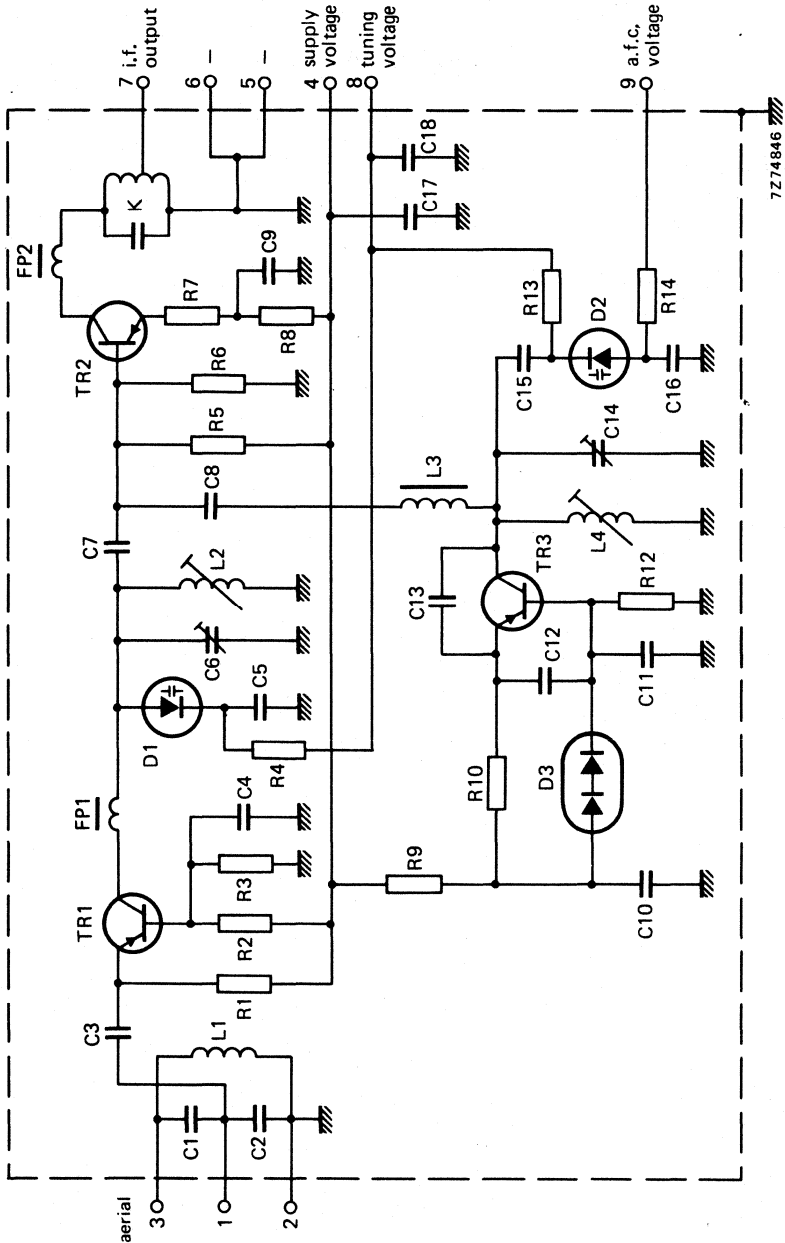 7 i.f.
output
6 –
5 –
4 supply
voltage
8 tuning
voltage
9 a.f.c,
voltage
aerial
3
1
2
FP2
K
TR2
R7
C9
R8
R6
R5
C8
C7
L2
C6
D1
C5
R4
FP1
TR1
C4
R3
R2
R1
C3
L1
C1
C2
C18
C17
R13
R14
D2
C15
C16
C14
L3
L4
TR3
R12
C13
C12
C11
R10
D3
R9
C10
7Z74846